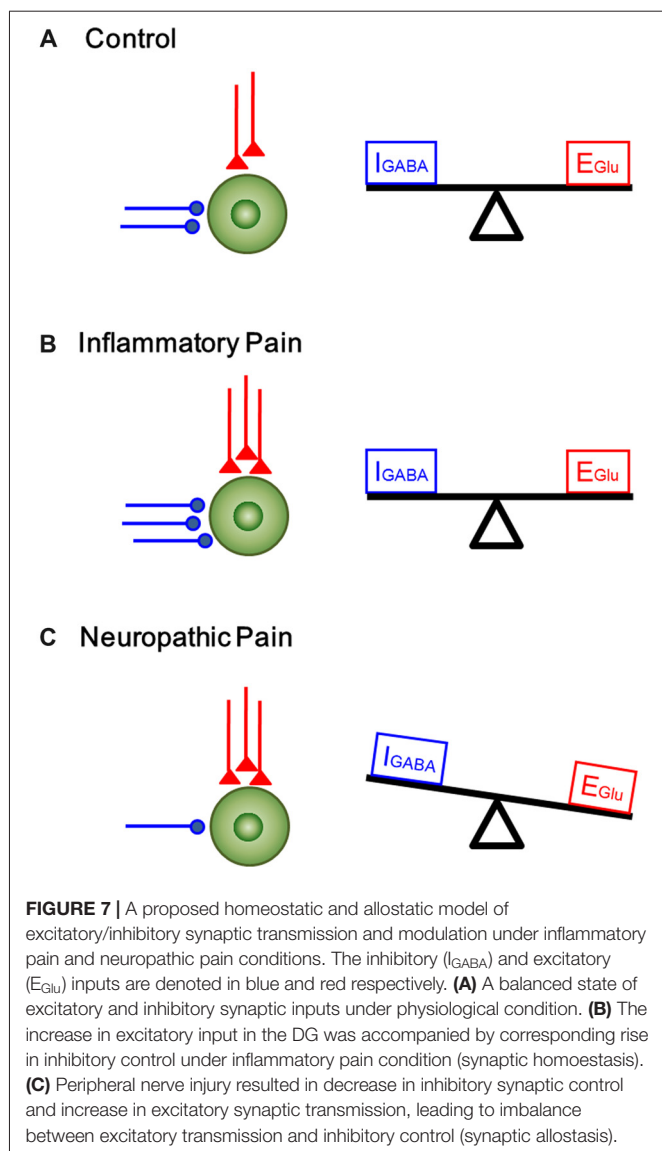 A Control
IGABA
EGlu
B Inflammatory Pain
IGABA
EGlu
C Neuropathic Pain
IGABA
EGlu
FIGURE 7 | A proposed homeostatic and allostatic model of
excitatory/inhibitory synaptic transmission and modulation under inflammatory
pain and neuropathic pain conditions. The inhibitory (IGABA) and excitatory
(EGlu) inputs are denoted in blue and red respectively. (A) A balanced state of
excitatory and inhibitory synaptic inputs under physiological condition. (B) The
increase in excitatory input in the DG was accompanied by corresponding rise
in inhibitory control under inflammatory pain condition (synaptic homoestasis).
(C) Peripheral nerve injury resulted in decrease in inhibitory synaptic control
and increase in excitatory synaptic transmission, leading to imbalance
between excitatory transmission and inhibitory control (synaptic allostasis).